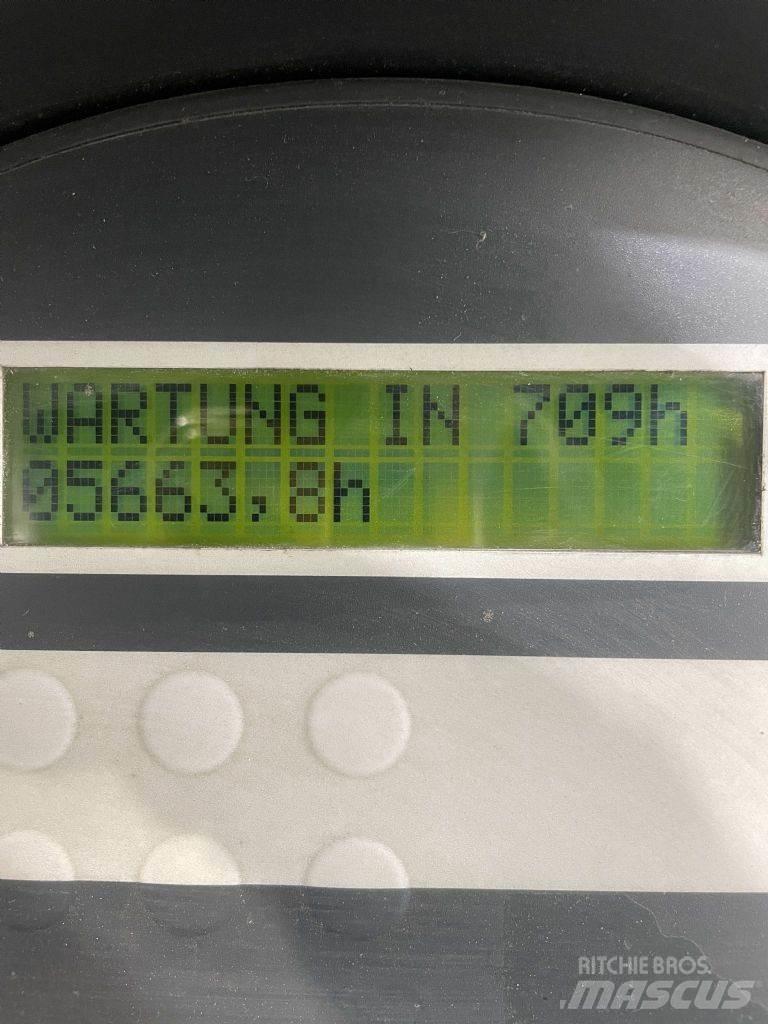 WARTUNG IN 709h
05663,8h
RITCHIE BROS.
.MASCUS